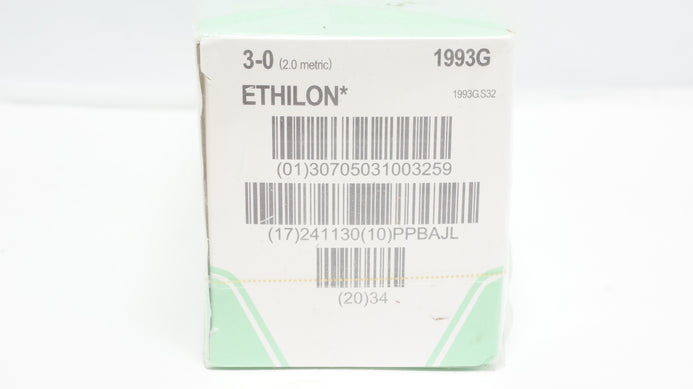 3-0 (2.0 metric) 1993G
ETHILON* 1993G.S32
(01)30705031003259
(17)241130(10)PPBAJL
(20)34